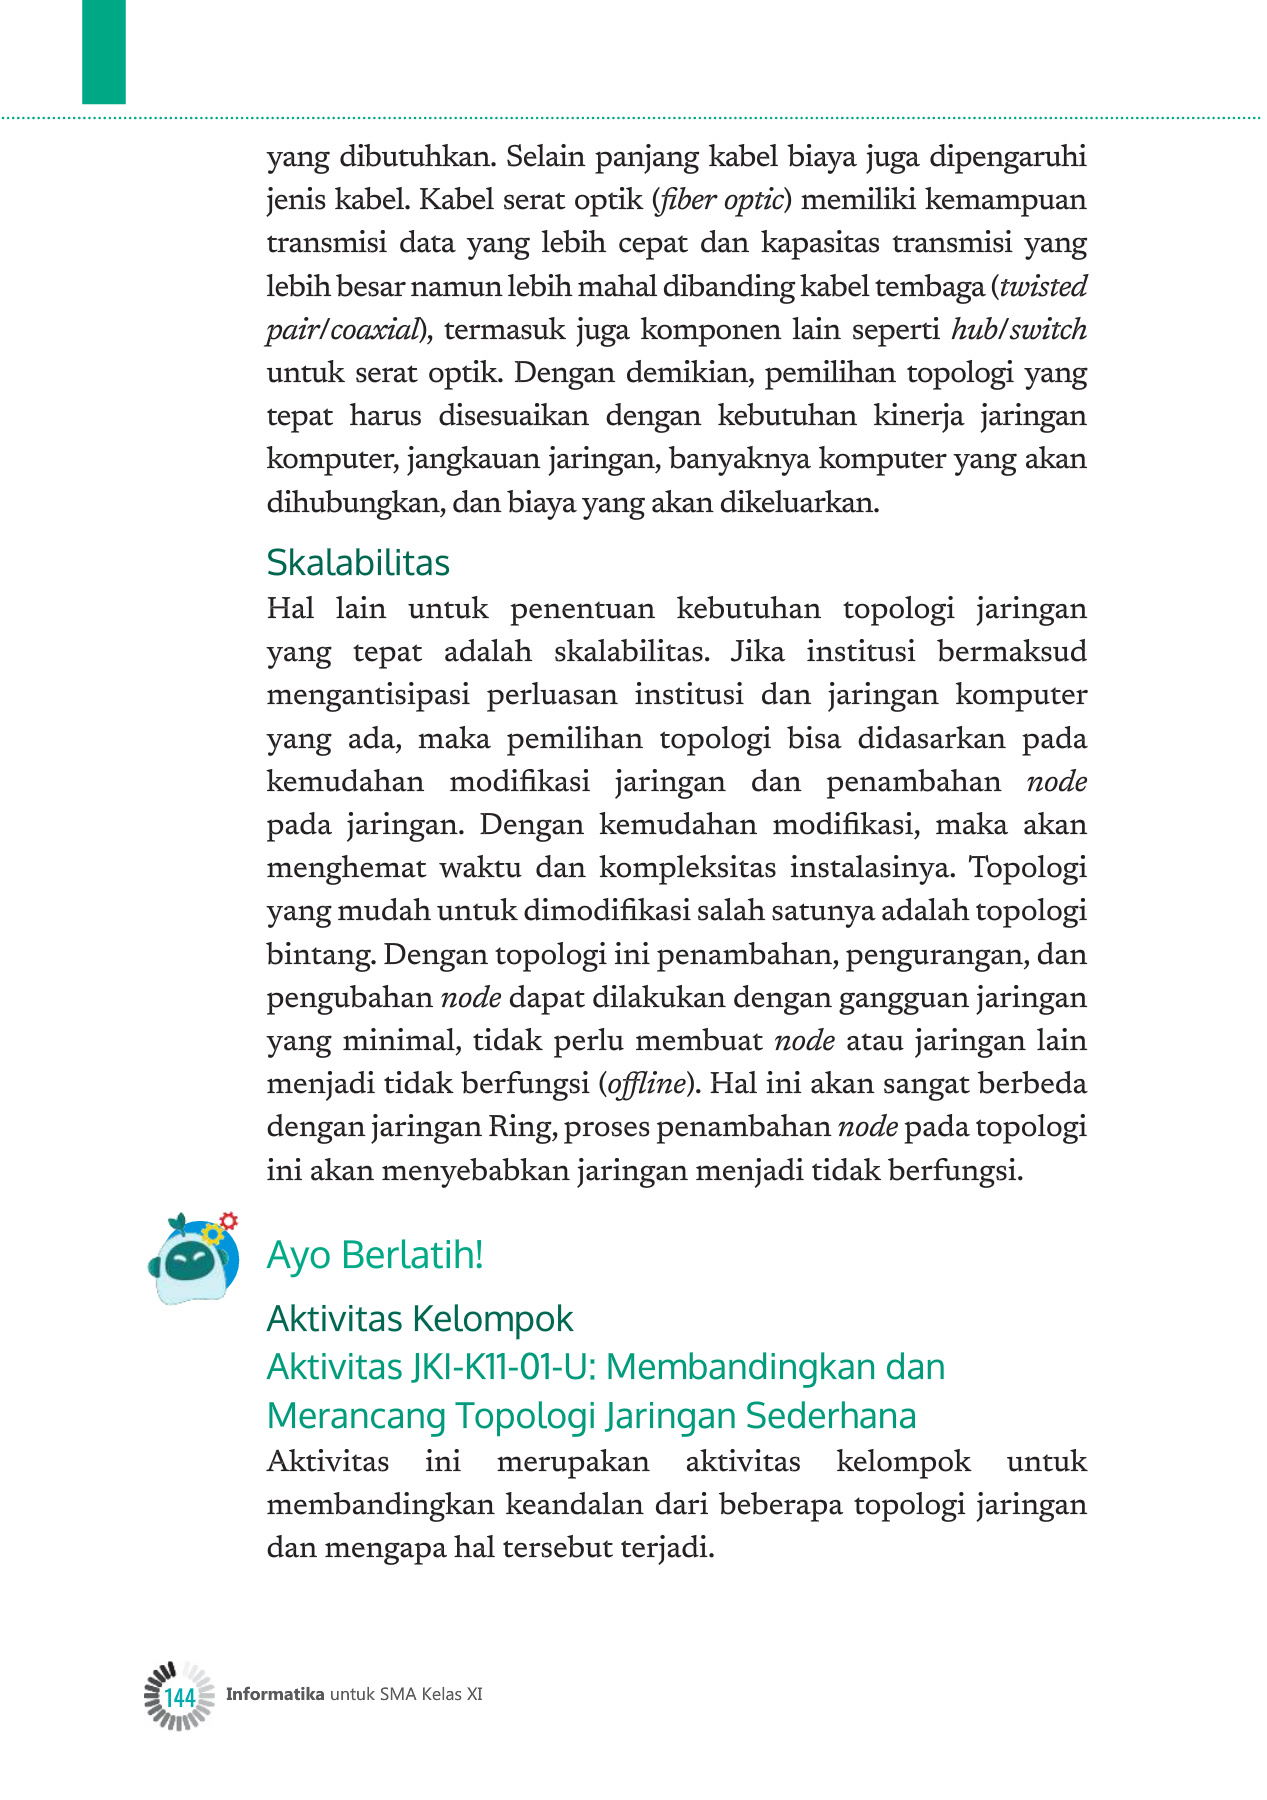 yang dibutuhkan. Selain panjang kabel biaya juga dipengaruhi
jenis kabel. Kabel serat optik (fiber optic) memiliki kemampuan
transmisi data yang lebih cepat dan kapasitas transmisi yang
lebih besar namun lebih mahal dibanding kabel tembaga (twisted
pair/coaxial), termasuk juga komponen lain seperti hub/switch
untuk serat optik. Dengan demikian, pemilihan topologi yang
tepat harus disesuaikan dengan kebutuhan kinerja jaringan
komputer, jangkauan jaringan, banyaknya komputer yang akan
dihubungkan, dan biaya yang akan dikeluarkan.
Skalabilitas
Hal lain untuk penentuan kebutuhan topologi jaringan
yang tepat adalah skalabilitas. Jika institusi bermaksud
mengantisipasi perluasan institusi dan jaringan komputer
yang ada, maka pemilihan topologi bisa didasarkan pada
kemudahan modifikasi jaringan dan penambahan node
pada jaringan. Dengan kemudahan modifikasi, maka akan
menghemat waktu dan kompleksitas instalasinya. Topologi
yang mudah untuk dimodifikasi salah satunya adalah topologi
bintang. Dengan topologi ini penambahan, pengurangan, dan
pengubahan node dapat dilakukan dengan gangguan jaringan
yang minimal, tidak perlu membuat node atau jaringan lain
menjadi tidak berfungsi (offline). Hal ini akan sangat berbeda
dengan jaringan Ring, proses penambahan node pada topologi
ini akan menyebabkan jaringan menjadi tidak berfungsi.
Ayo Berlatih!
Aktivitas Kelompok
Aktivitas JKI-K11-01-U: Membandingkan dan
Merancang Topologi Jaringan Sederhana
Aktivitas ini merupakan aktivitas kelompok untuk
membandingkan keandalan dari beberapa topologi jaringan
dan mengapa hal tersebut terjadi.
144 Informatika untuk SMA Kelas XI